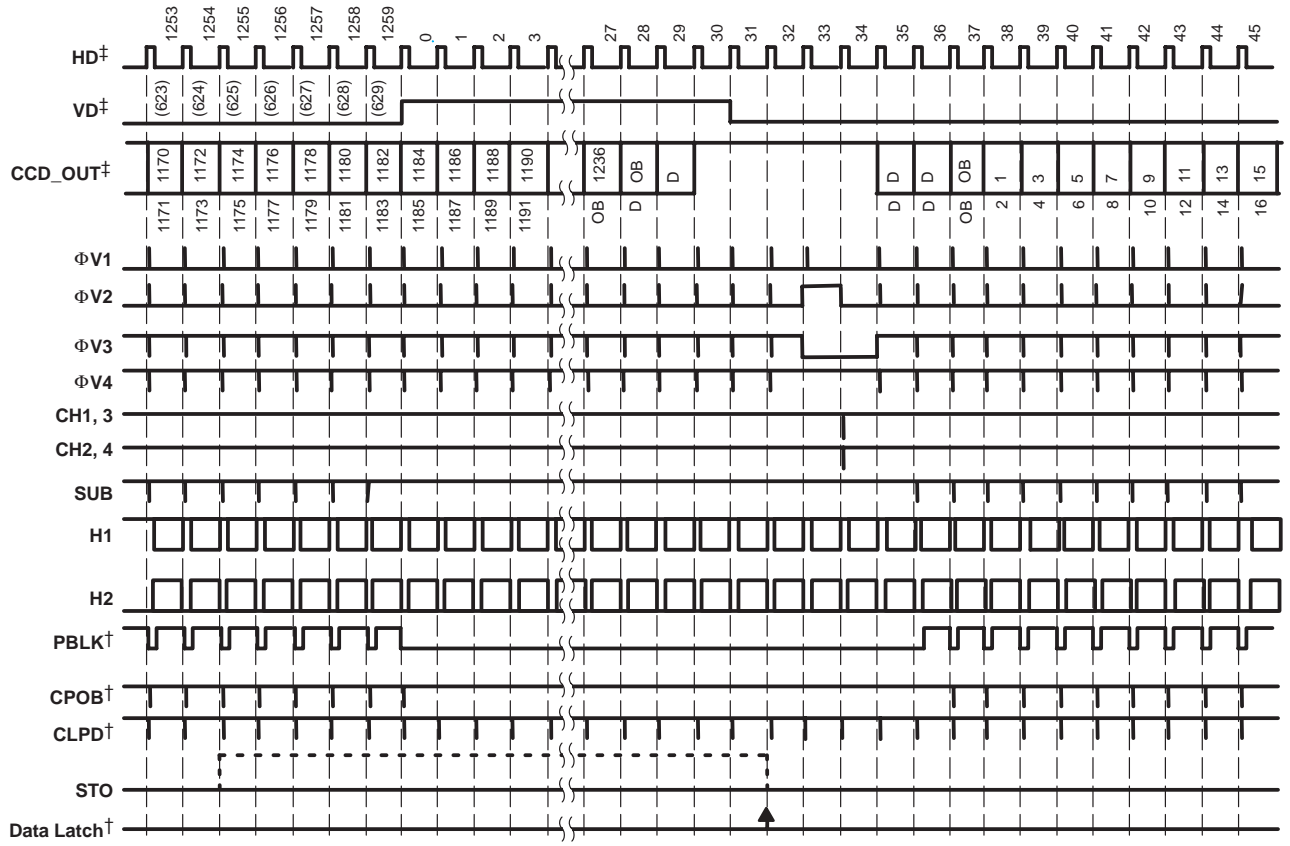 1253 1254 1255 1256 1257 1258 1259 0 1 2 3 27 28 29 30 31 32 33 34 35 36 37 38 39 40 41 42 43 44 45
HD‡
(623) (624) (625) (626) (627) (628) (629)
VD‡
1170 1172 1174 1176 1178 1180 1182 1184 1186 1188 1190 1236 OB D D D OB 1 3 5 7 9 11 13 15
CCD_OUT‡
1171 1173 1175 1177 1179 1181 1183 1185 1187 1189 1191 OB D D D OB 2 4 6 8 10 12 14 16
ΦV1
ΦV2
ΦV3
ΦV4
CH1, 3
CH2, 4
SUB
H1
H2
PBLK†
CPOB†
CLPD†
STO
Data Latch†